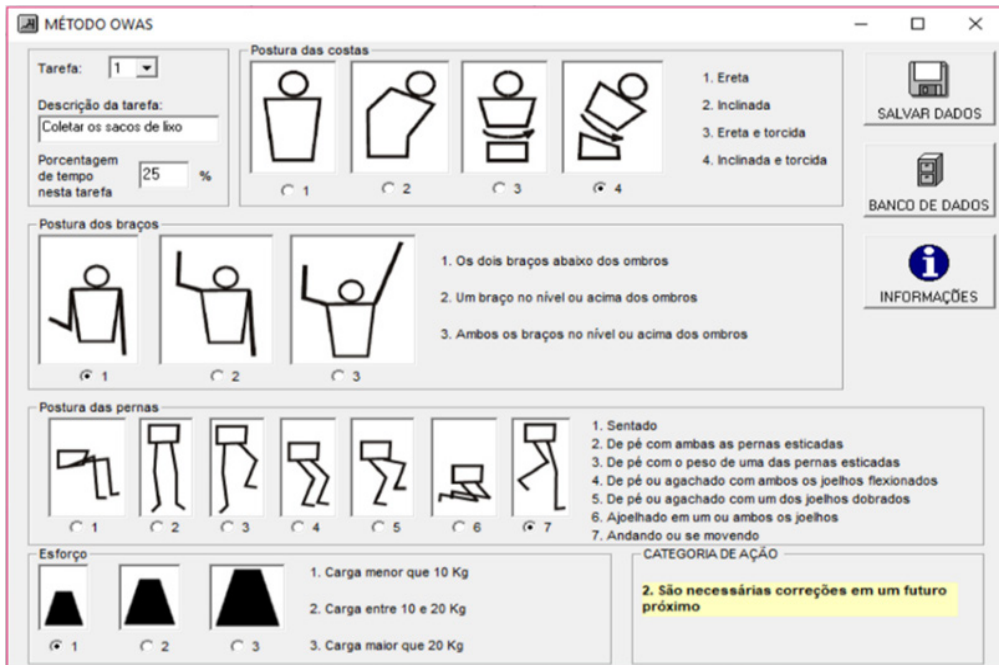 MÉTODO OWAS
Tarefa: 1
Descrição da tarefa:
Coletar os sacos de lixo
Porcentagem
de tempo
nesta tarefa
25 %
Postura das costas
1 2 3 4
1. Ereta
2. Inclinada
3. Ereta e torcida
4. Inclinada e torcida
SALVAR DADOS
BANCO DE DADOS
INFORMAÇÕES
Postura dos braços
1 2 3
1. Os dois braços abaixo dos ombros
2. Um braço no nível ou acima dos ombros
3. Ambos os braços no nível ou acima dos ombros
Postura das pernas
1 2 3 4 5 6 7
1. Sentado
2. De pé com ambas as pernas esticadas
3. De pé com o peso de uma das pernas esticadas
4. De pé ou agachado com ambos os joelhos flexionados
5. De pé ou agachado com um dos joelhos dobrados
6. Ajoelhado em um ou ambos os joelhos
7. Andando ou se movendo
Esforço
1 2 3
1. Carga menor que 10 Kg
2. Carga entre 10 e 20 Kg
3. Carga maior que 20 Kg
CATEGORIA DE AÇÃO
2. São necessárias correções em um futuro
próximo